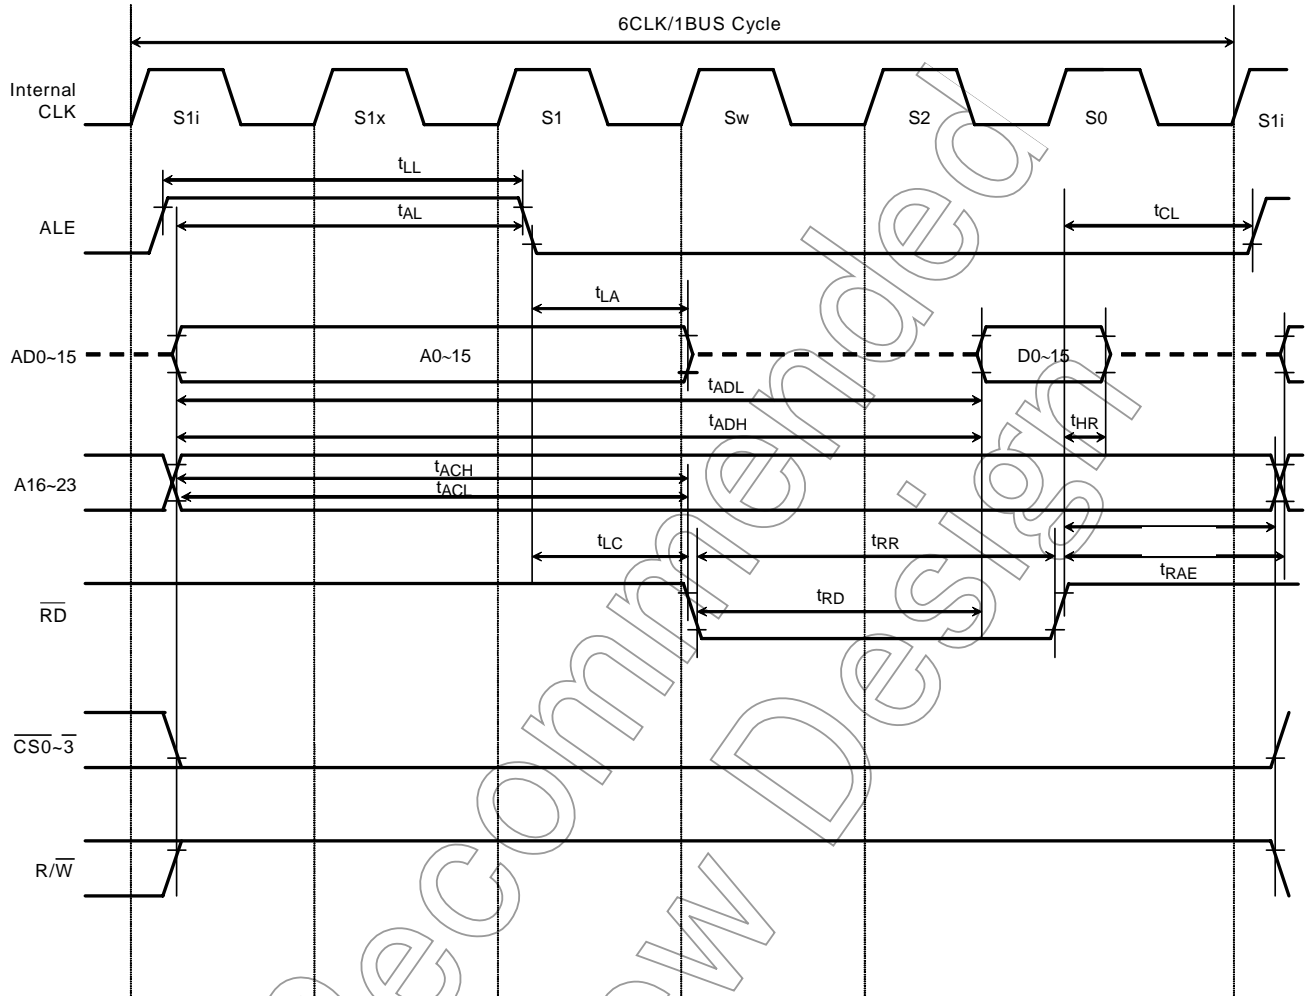 6CLK/1BUS Cycle
Internal
CLK
S1i S1x S1 Sw S2 S0 S1i
tLL
ALE
tAL
tCL
tLA
AD0~15
A0~15
D0~15
tADL
tADH
tHR
A16~23
tACH
tACL
tLC
tRR
tRAE
RD
tRD
CS0~3
R/W
Recommended
New Design